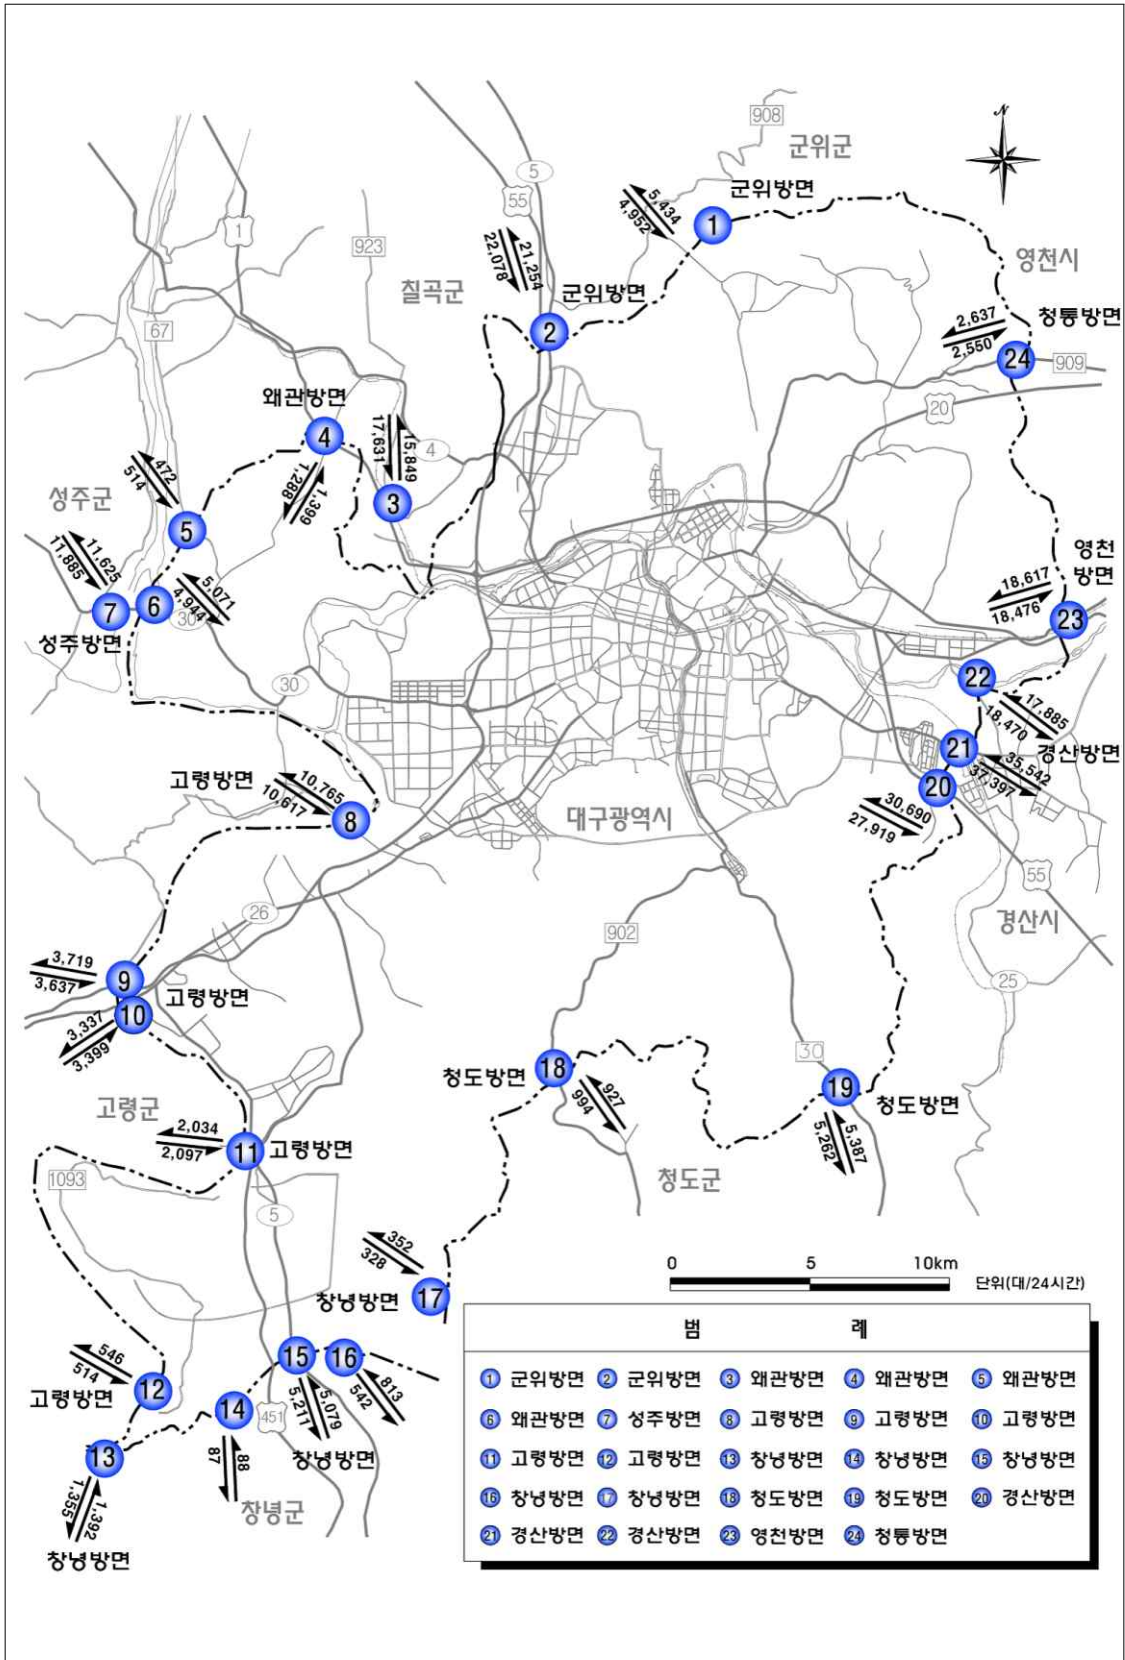 N
908
군위군
군위방면
5
55
1
5,434
4,952
1
923
칠곡군
21,254
22,078
군위방면
영천시
67
2
2,637
2,550
청통방면
24
909
왜관방면
4
17,631
15,849
4
20
472
514
1,288
1,399
3
성주군
5
11,625
11,885
영천
방면
5,071
4,944
18,617
18,476
7
6
30
23
성주방면
22
30
17,885
18,470
21
경산방면
35,542
37,397
고령방면
10,765
10,617
8
20
대구광역시
30,690
27,919
55
26
902
경산시
3,719
3,637
9
고령방면
25
10
3,337
3,399
30
18
청도방면
19
청도방면
고령군
927
994
2,034
2,097
11
고령방면
5,387
5,262
1093
청도군
5
352
328
창녕방면
17
0 5 10km
단위(대/24시간)
546
514
15
16
고령방면
12
14
451
5,079
5,211
813
542
창녕방면
13
88
87
창녕군
1,392
1,355
창녕방면
범 례
1 군위방면 2 군위방면 3 왜관방면 4 왜관방면 5 왜관방면
6 왜관방면 7 성주방면 8 고령방면 9 고령방면 10 고령방면
11 고령방면 12 고령방면 13 창녕방면 14 창녕방면 15 창녕방면
16 창녕방면 17 창녕방면 18 청도방면 19 청도방면 20 경산방면
21 경산방면 22 경산방면 23 영천방면 24 청통방면